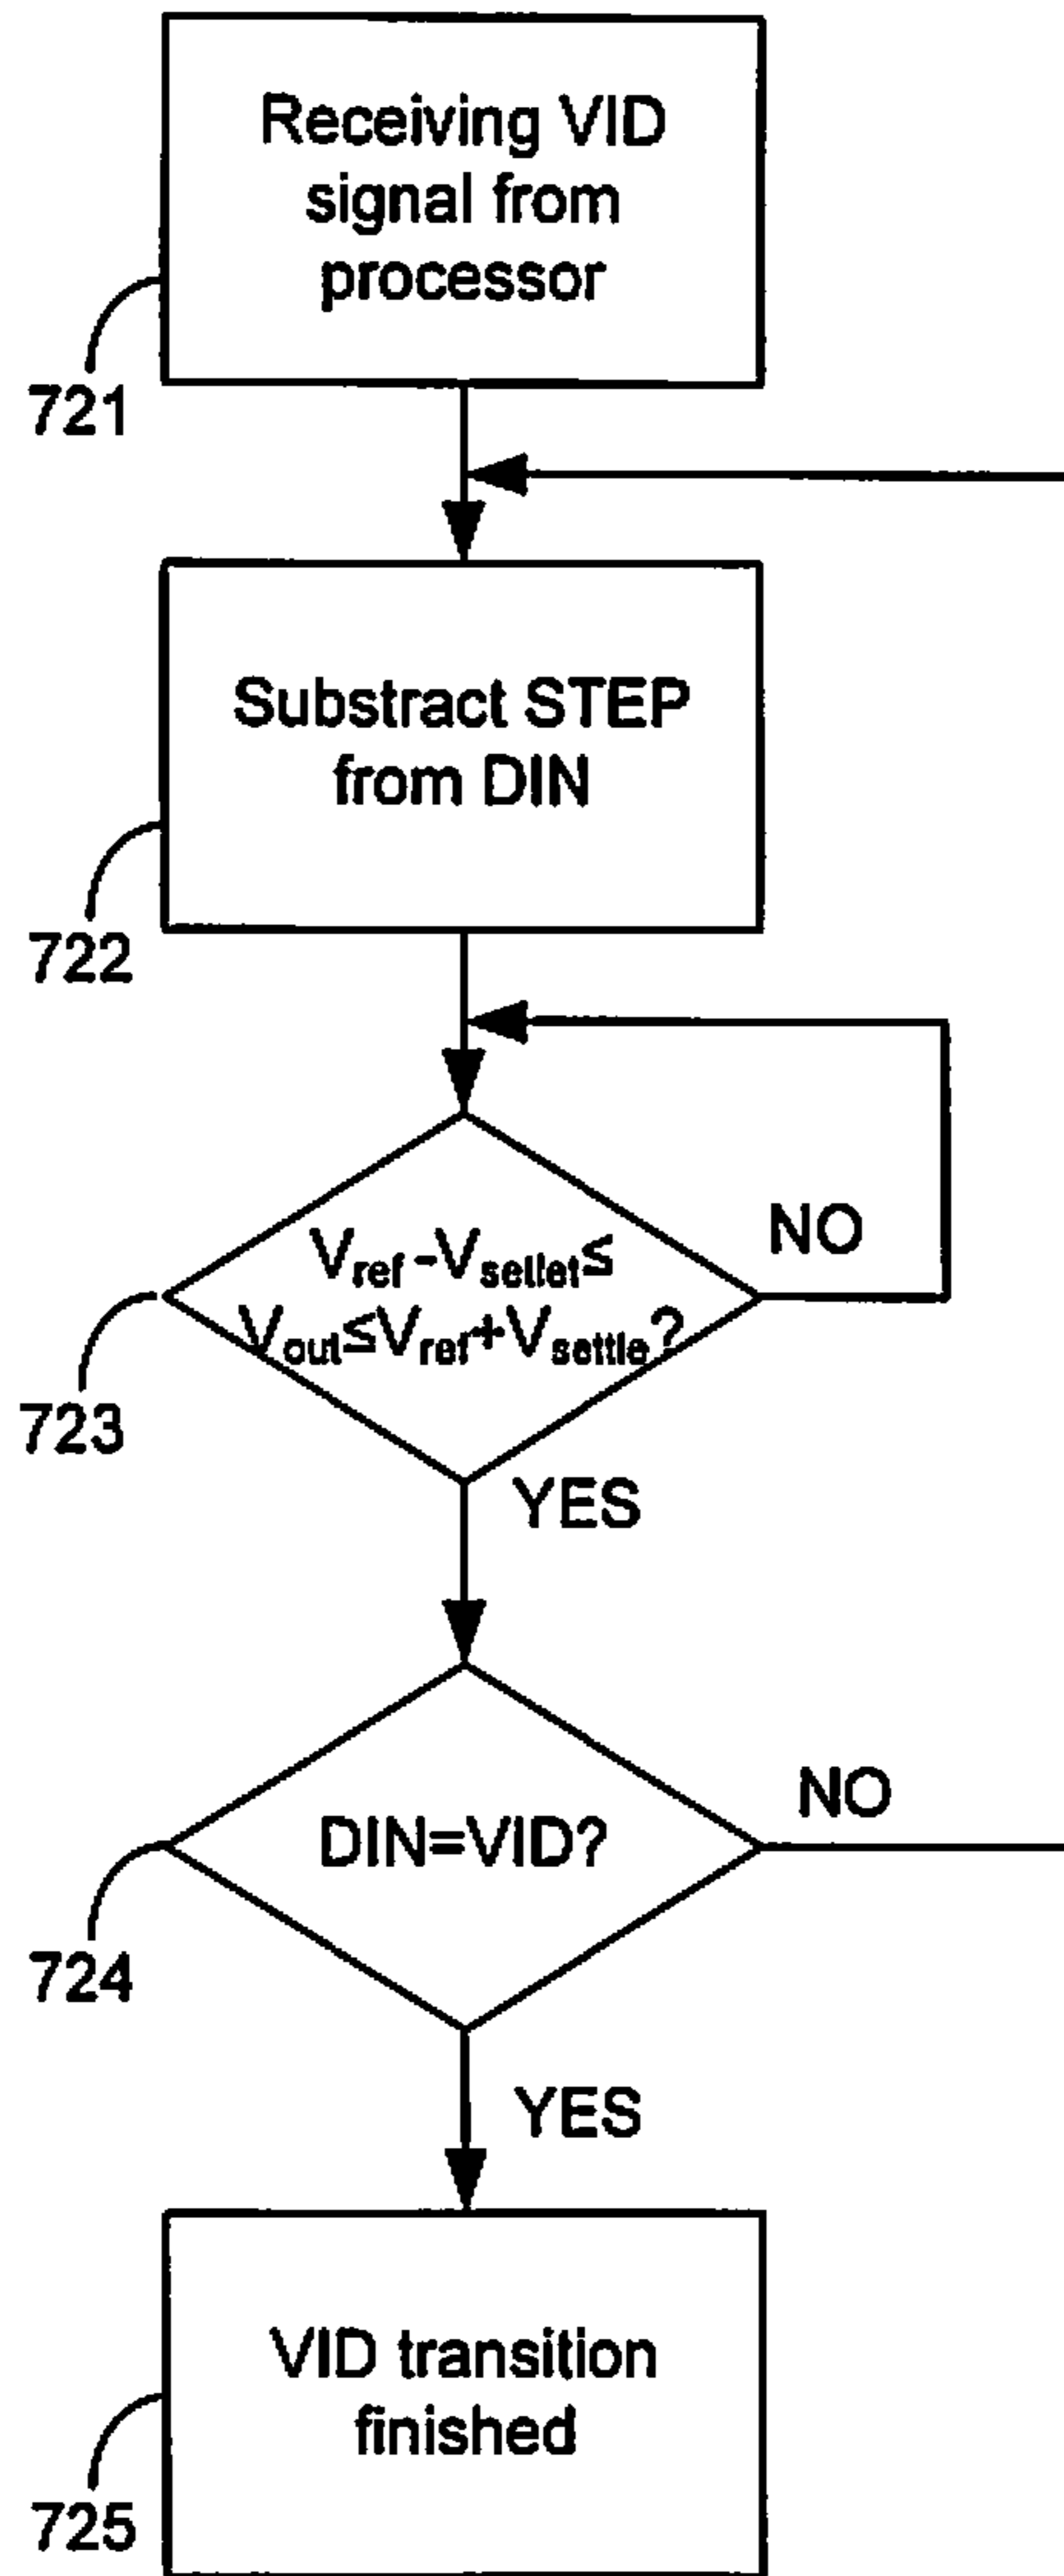 Receiving VID
signal from
processor
721
Substract STEP
from DIN
722
NO
Vref-Vsellet≤
Vout≤Vref+Vsettle?
723
YES
NO
DIN=VID?
724
YES
VID transition
finished
725